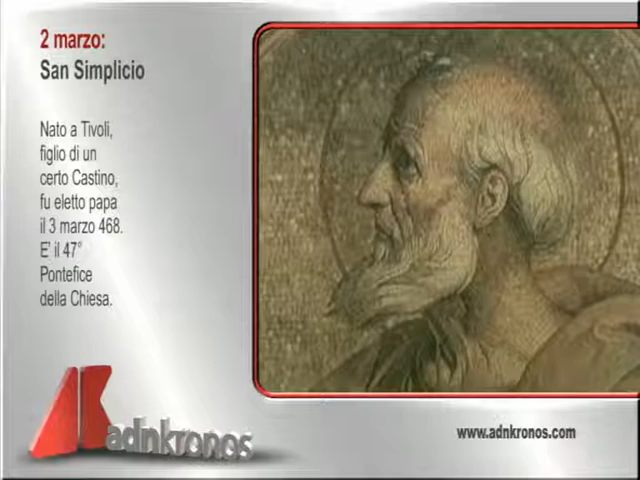 2 marzo:
San Simplicio
Nato a Tivoli,
figlio di un
certo Castino,
fu eletto papa
il 3 marzo 468.
E' il 47°
Pontefice
della Chiesa.
adnkronos
www.adnkronos.com